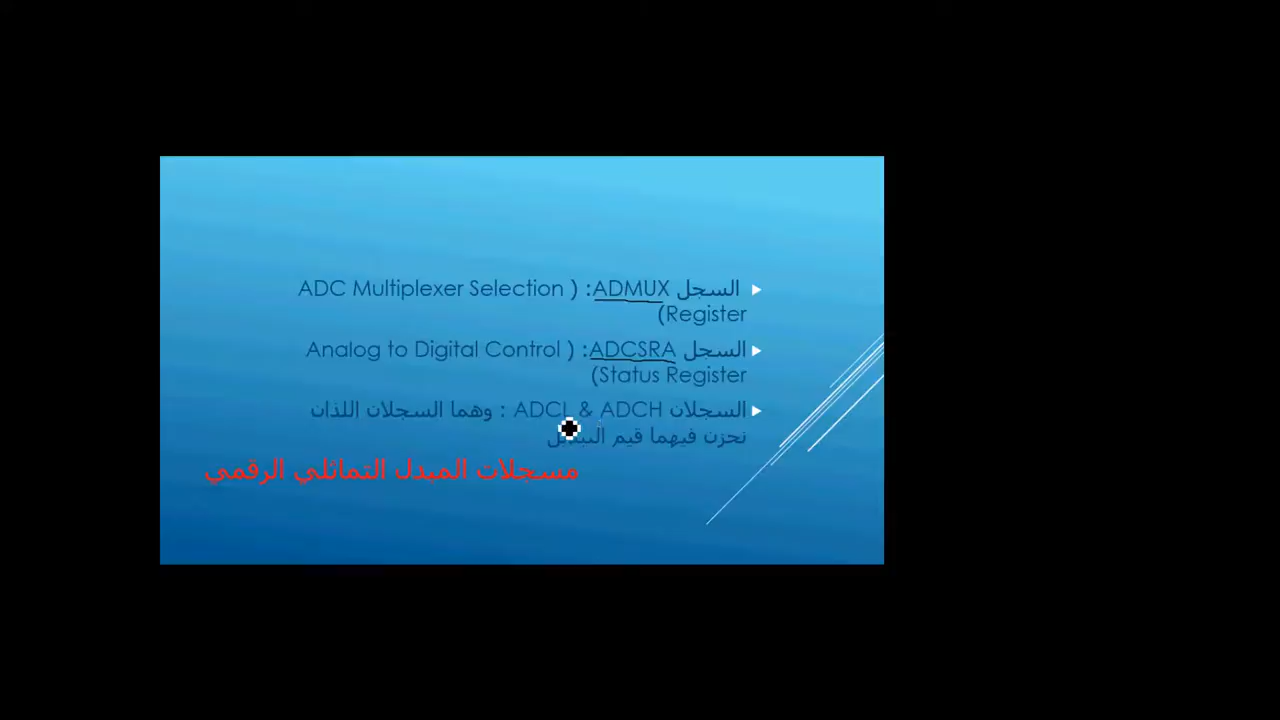 السجل ADMUX: ( ADC Multiplexer Selection
Register)
السجل ADCSRA: ( Analog to Digital Control
Status Register)
السجلان ADCL & ADCH : وهما السجلان اللذان
نخزن فيهما قيم
مسجلات المبدل التماثلي الرقمي